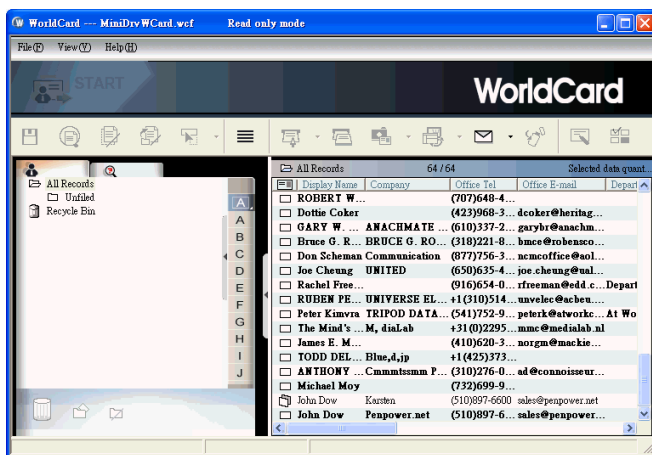 WorldCard --- MiniDrvWCard.wcf Read only mode
File(F) View(V) Help(H)
START
WorldCard
All Records 64 / 64 Selected data quant...
Display Name Company Office Tel Office E-mail Depart
All Records
Unfiled
Recycle Bin
A
A
B
C
D
E
F
G
H
I
J
ROBERT W... (707)648-4...
Dottie Coker (423)968-3... dcoker@heritag...
GARY W. ... ANACHMATE ... (610)337-2... garybr@anachm...
Bruce G. R... BRUCE G. RO... (318)221-8... bmce@robensco...
Don Scheman Communication (877)756-3... ncmcoffice@aol...
Joe Cheung UNITED (650)635-4... joe.cheung@ual...
Rachel Free... (916)654-0... rfreeman@edd.c... Depart
RUBEN PE... UNIVERSE EL... +1(310)514... unvelec@acbeu....
Peter Kimvra TRIPOD DATA... (541)752-9... peterk@atworkc... At Wo
The Mind's ... M, diaLab +31(0)2295... mmc@medialab.nl
James E. M... (410)620-3... norgm@mackie...
TODD DEL... Blue,d,jp +1(425)373...
ANTHONY ... Cmmmtssmm P... (310)276-0... ad@connoisseur...
Michael Moy (732)699-9...
John Dow Karsten (510)897-6600 sales@penpower.net
John Dow Penpower.net (510)897-6... sales@penpower...